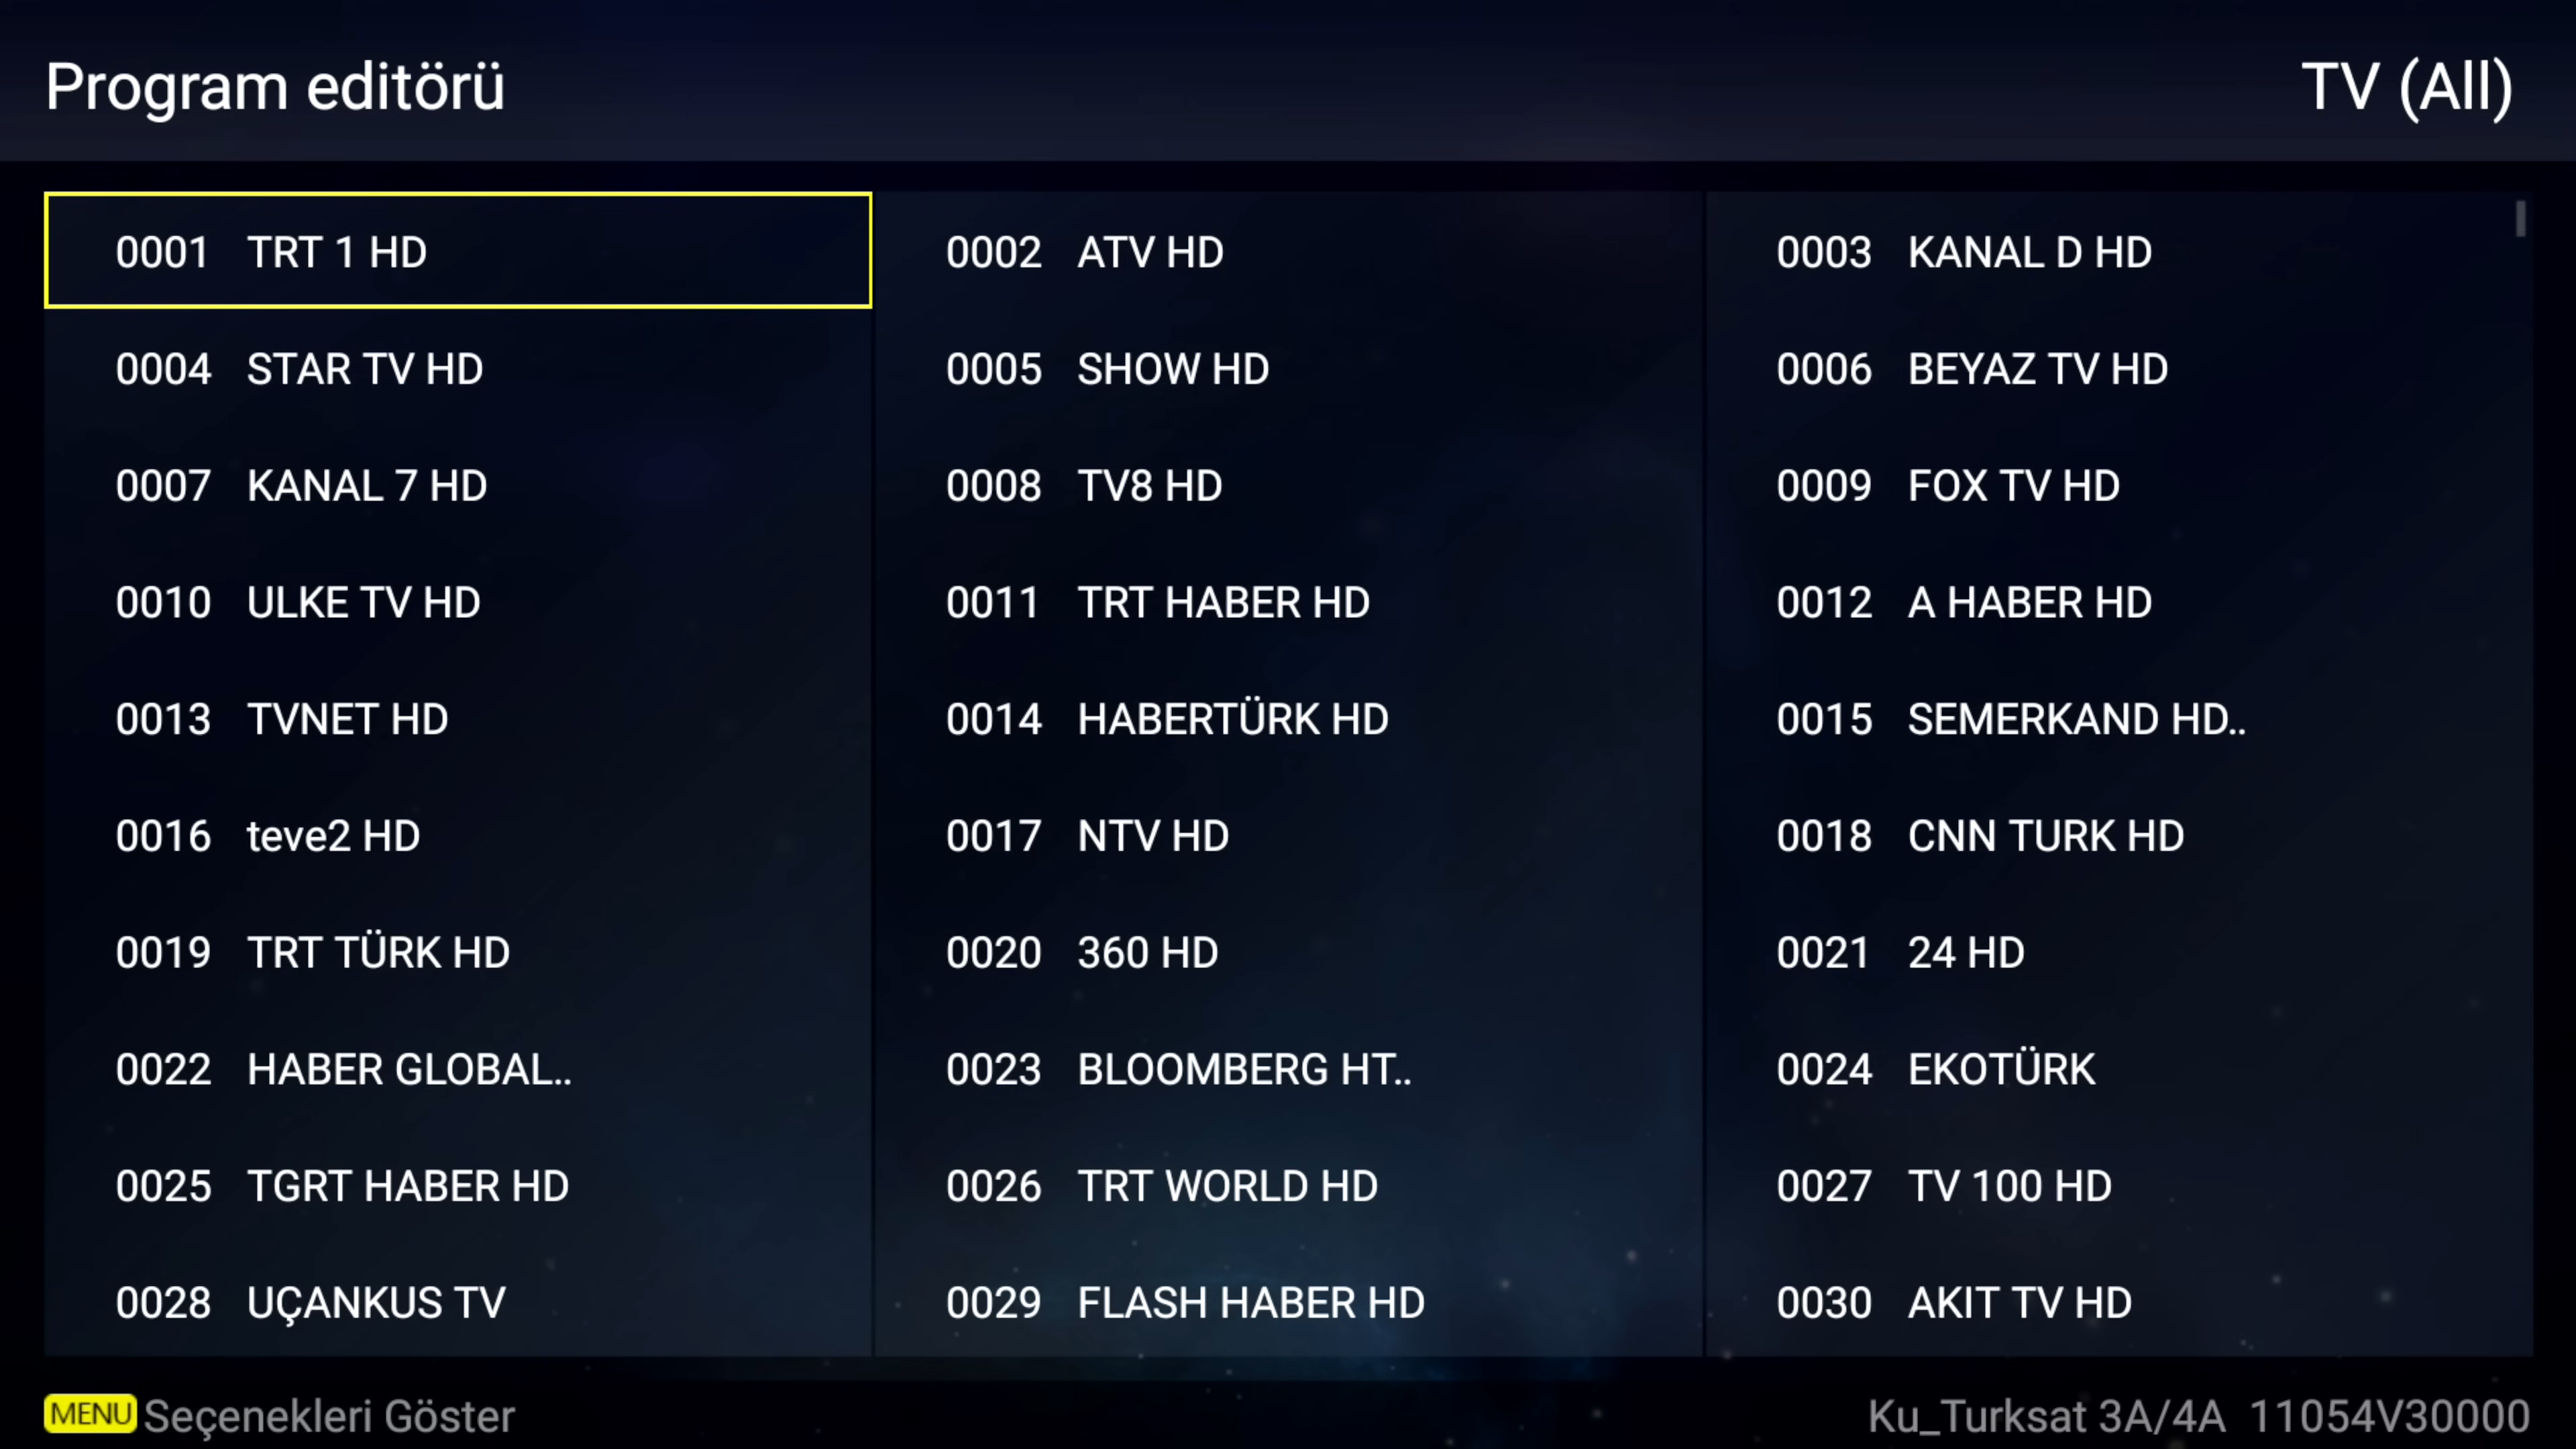 Program editörü TV (All)
0001 TRT 1 HD 0002 ATV HD 0003 KANAL D HD
0004 STAR TV HD 0005 SHOW HD 0006 BEYAZ TV HD
0007 KANAL 7 HD 0008 TV8 HD 0009 FOX TV HD
0010 ULKE TV HD 0011 TRT HABER HD 0012 A HABER HD
0013 TVNET HD 0014 HABERTÜRK HD 0015 SEMERKAND HD..
0016 teve2 HD 0017 NTV HD 0018 CNN TURK HD
0019 TRT TÜRK HD 0020 360 HD 0021 24 HD
0022 HABER GLOBAL.. 0023 BLOOMBERG HT.. 0024 EKOTÜRK
0025 TGRT HABER HD 0026 TRT WORLD HD 0027 TV 100 HD
0028 UÇANKUS TV 0029 FLASH HABER HD 0030 AKIT TV HD
MENU Seçenekleri Göster Ku_Turksat 3A/4A 11054V30000